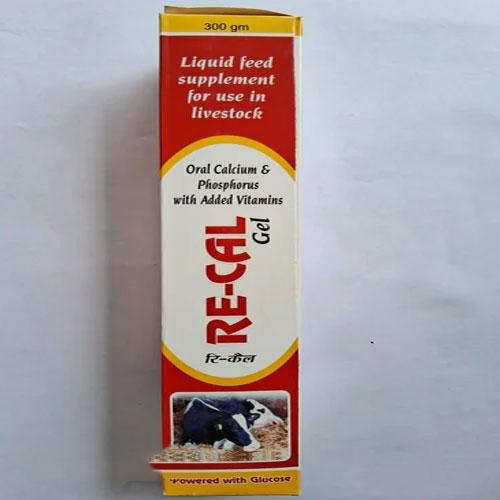 300 gm
Liquid feed
supplement
for use in
livestock
Oral Calcium &
Phosphorus
with Added Vitamins
RE-CAL
Gel
रि-कैल
Powered with Glucose